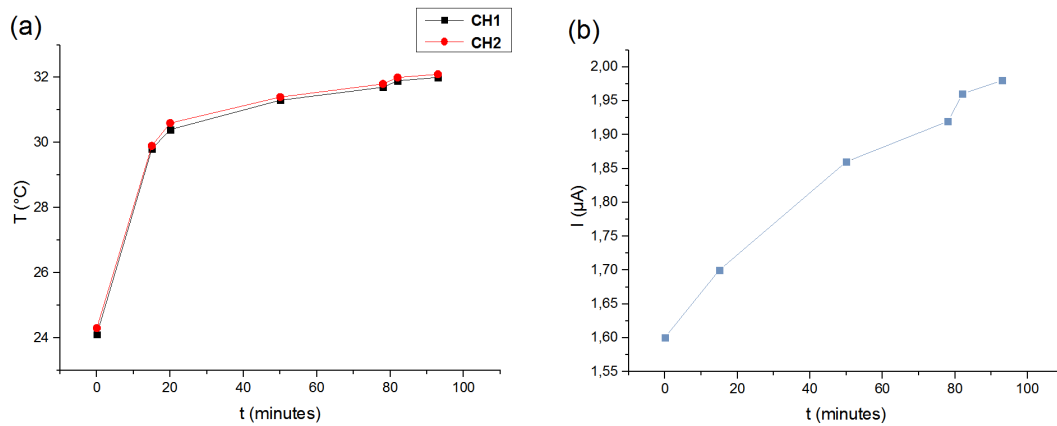 (a)
CH1
CH2
32
30
28
26
24
T (°C)
0 20 40 60 80 100
t (minutes)
(b)
2,00
1,95
1,90
1,85
1,80
1,75
1,70
1,65
1,60
1,55
I (µA)
0 20 40 60 80 100
t (minutes)